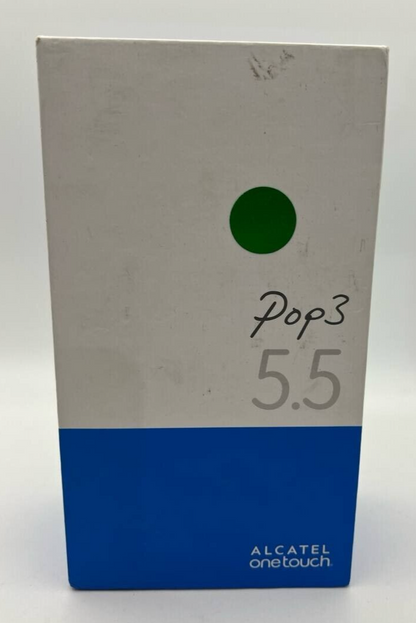 Pop3
5.5
ALCATEL
onetouch.